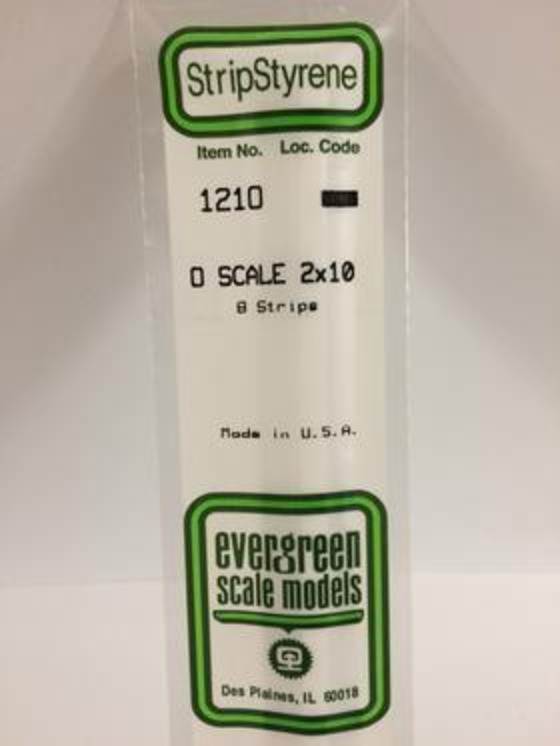 StripStyrene
Item No. Loc. Code
1210
O SCALE 2x10
8 Strips
Made in U.S.A.
evergreen
scale models
Des Plaines, IL 60018